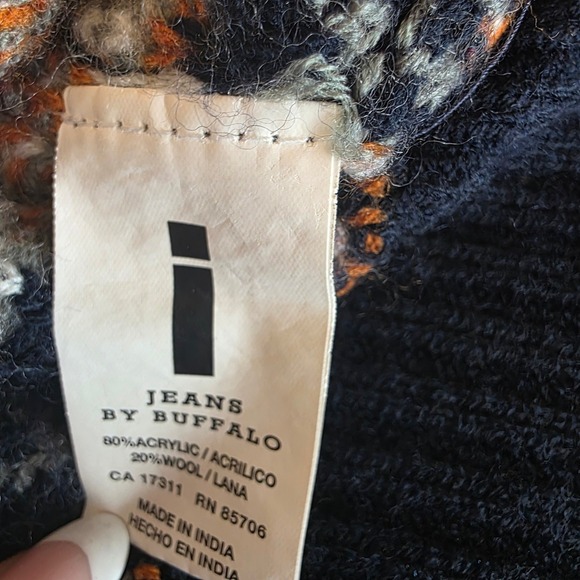 i
JEANS
BY BUFFALO
80%ACRYLIC / ACRILICO
20%WOOL / LANA
CA 17311 RN 85706
MADE IN INDIA
HECHO EN INDIA